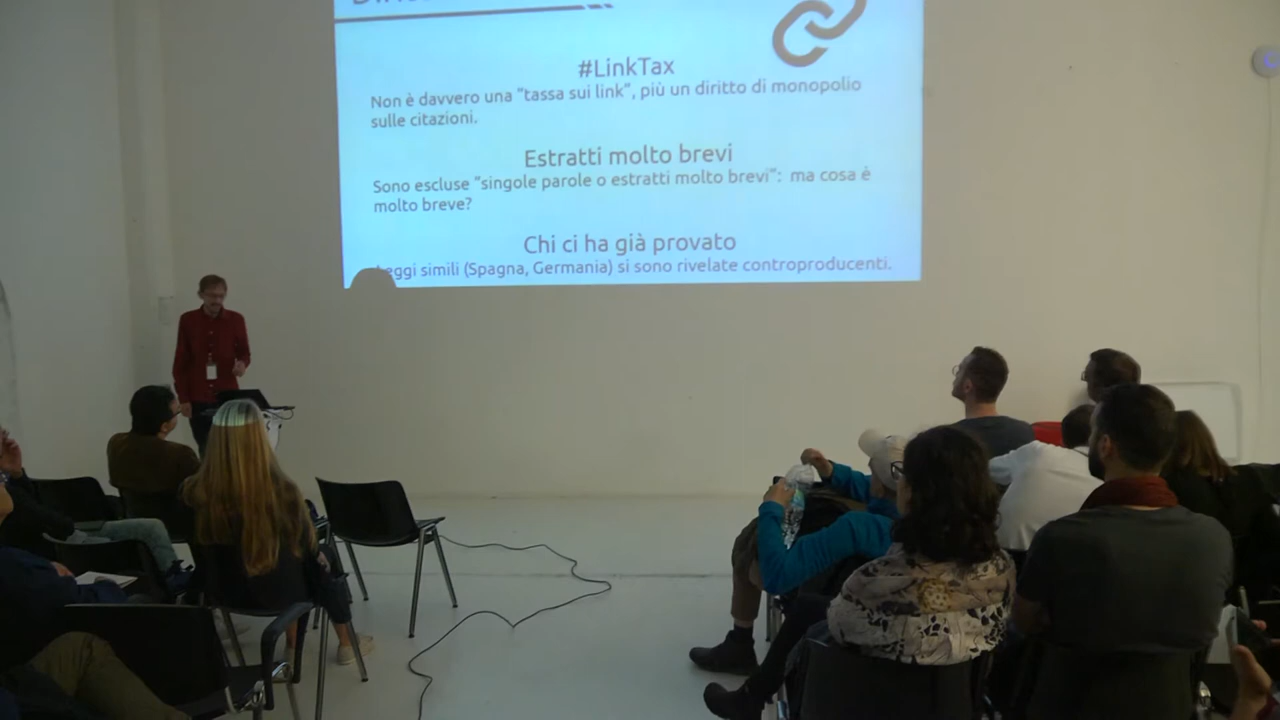 #LinkTax
Non è davvero una “tassa sui link”, più un diritto di monopolio
sulle citazioni.
Estratti molto brevi
Sono escluse “singole parole o estratti molto brevi”: ma cosa è
molto breve?
Chi ci ha già provato
Leggi simili (Spagna, Germania) si sono rivelate controproducenti.